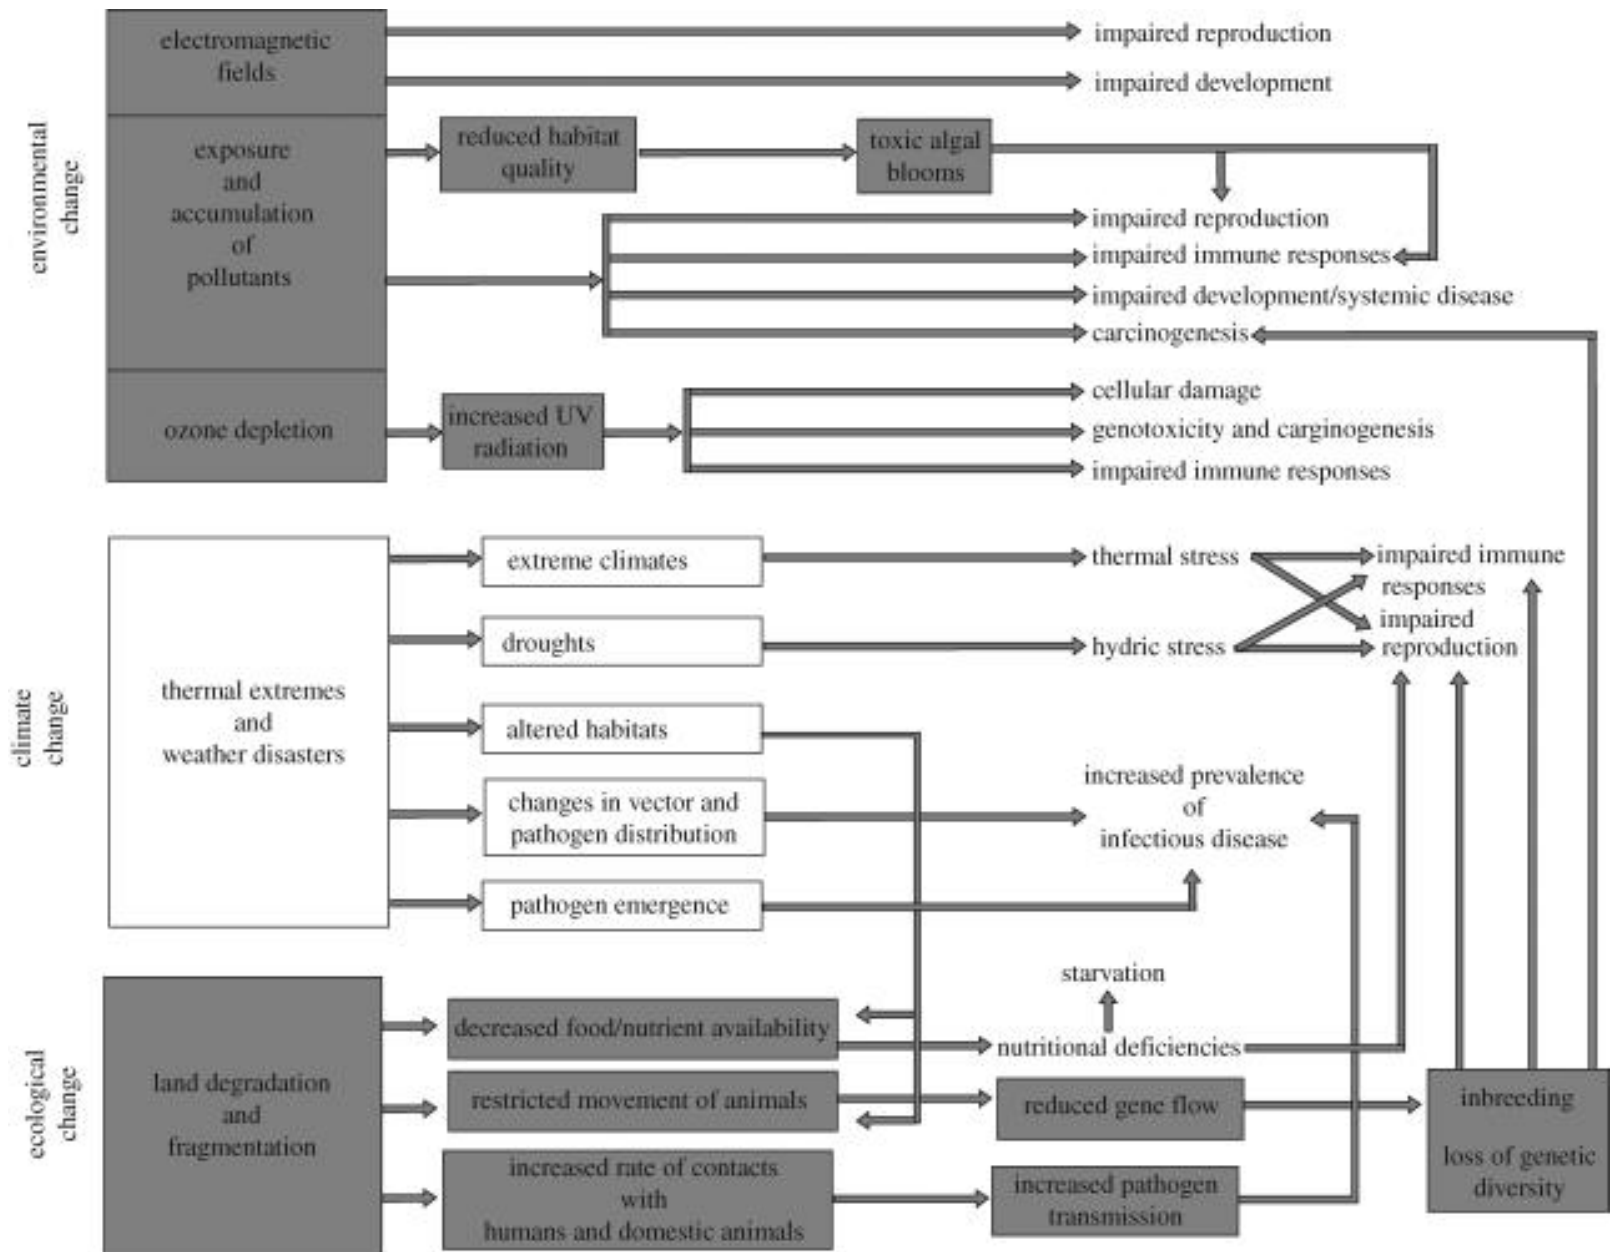 environmental
change
electromagnetic
fields
impaired reproduction
impaired development
exposure
and
accumulation
of
pollutants
reduced habitat
quality
toxic algal
blooms
impaired reproduction
impaired immune responses
impaired development/systemic disease
carcinogenesis
ozone depletion
increased UV
radiation
cellular damage
genotoxicity and carginogenesis
impaired immune responses
climate
change
thermal extremes
and
weather disasters
extreme climates
thermal stress
impaired immune
responses
droughts
hydric stress
impaired
reproduction
altered habitats
changes in vector and
pathogen distribution
increased prevalence
of
infectious disease
pathogen emergence
ecological
change
land degradation
and
fragmentation
decreased food/nutrient availability
starvation
nutritional deficiencies
restricted movement of animals
reduced gene flow
inbreeding
loss of genetic
diversity
increased rate of contacts
with
humans and domestic animals
increased pathogen
transmission